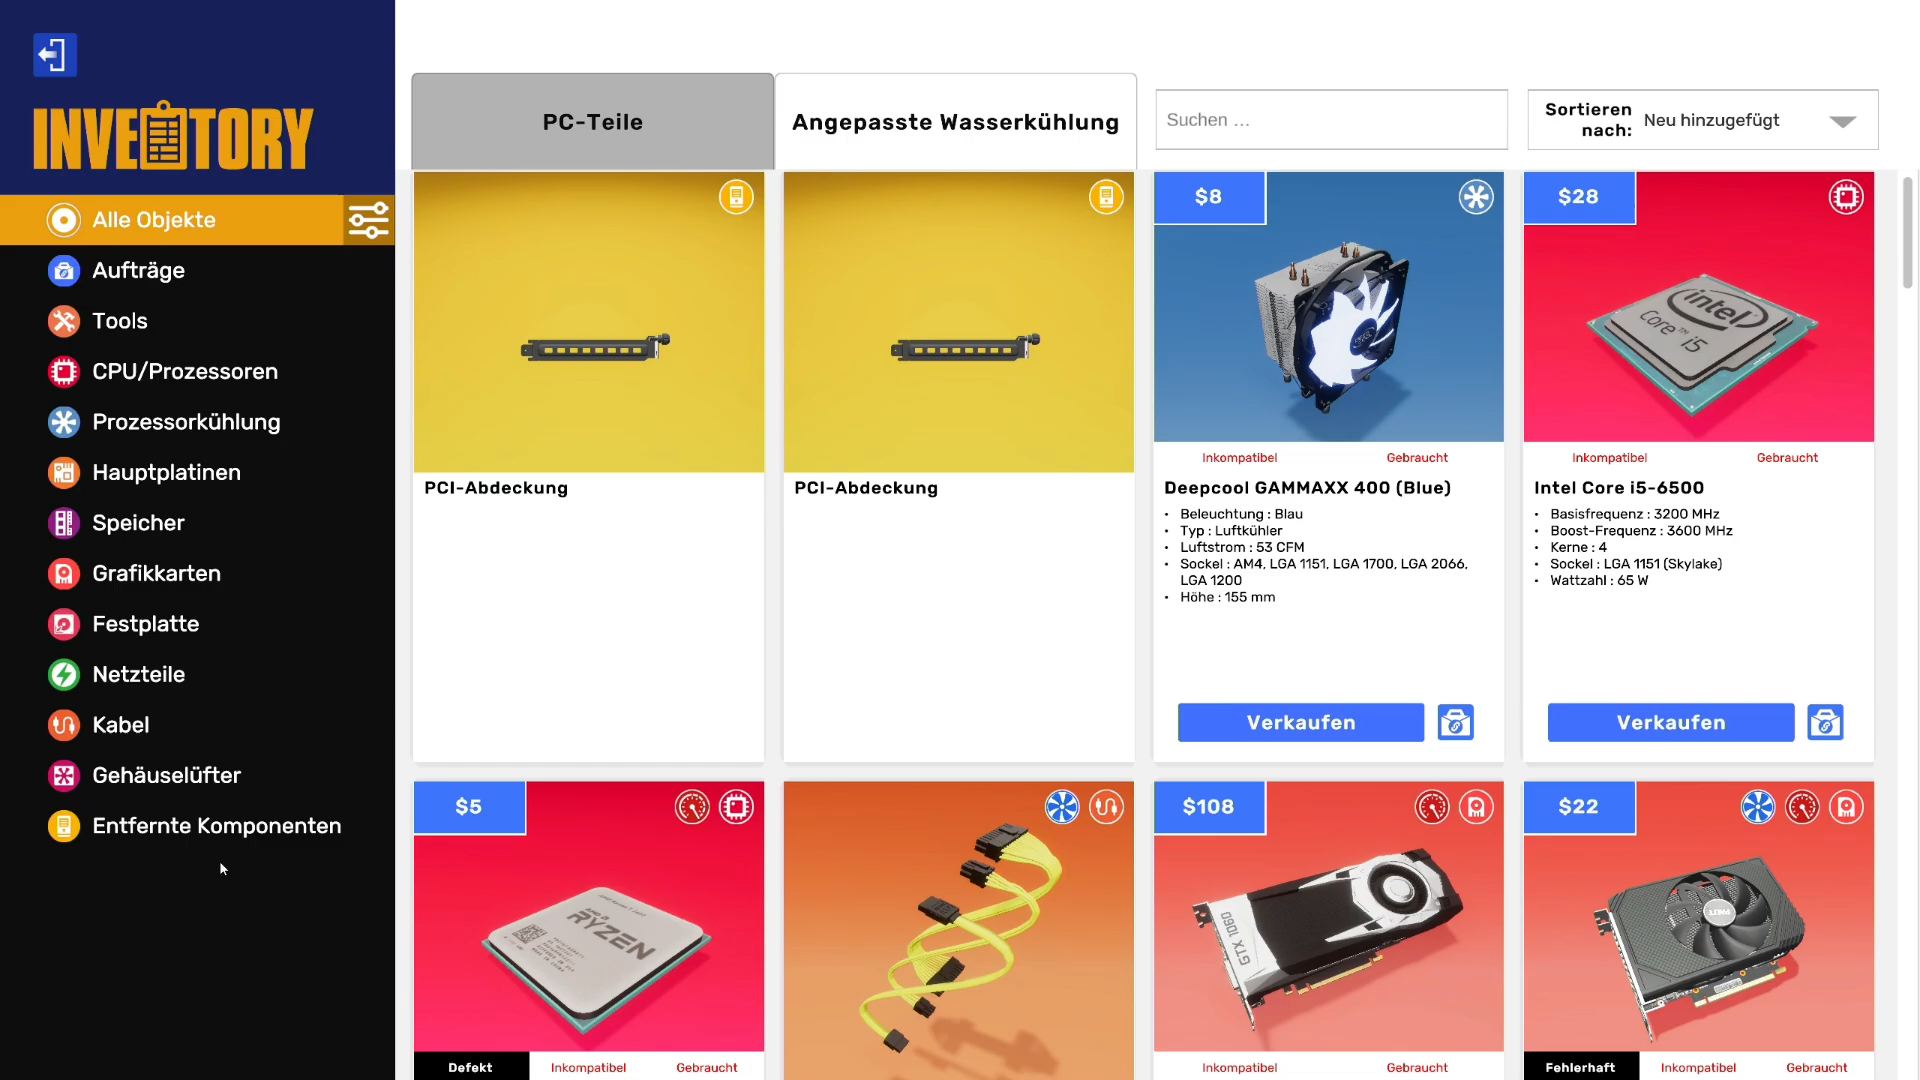 INVENTORY
Alle Objekte
Aufträge
Tools
CPU/Prozessoren
Prozessorkühlung
Hauptplatinen
Speicher
Grafikkarten
Festplatte
Netzteile
Kabel
Gehäuselüfter
Entfernte Komponenten
PC-Teile
Angepasste Wasserkühlung
Suchen ...
Sortieren
nach:
Neu hinzugefügt
PCI-Abdeckung
PCI-Abdeckung
$8
Inkompatibel
Gebraucht
Deepcool GAMMAXX 400 (Blue)
• Beleuchtung : Blau
• Typ : Luftkühler
• Luftstrom : 53 CFM
• Sockel : AM4, LGA 1151, LGA 1700, LGA 2066,
LGA 1200
• Höhe : 155 mm
Verkaufen
$28
intel
Core™ i5
Inkompatibel
Gebraucht
Intel Core i5-6500
• Basisfrequenz : 3200 MHz
• Boost-Frequenz : 3600 MHz
• Kerne : 4
• Sockel : LGA 1151 (Skylake)
• Wattzahl : 65 W
Verkaufen
$5
RYZEN
Defekt
Inkompatibel
Gebraucht
$108
GTX 1060
Inkompatibel
Gebraucht
$22
Fehlerhaft
Inkompatibel
Gebraucht